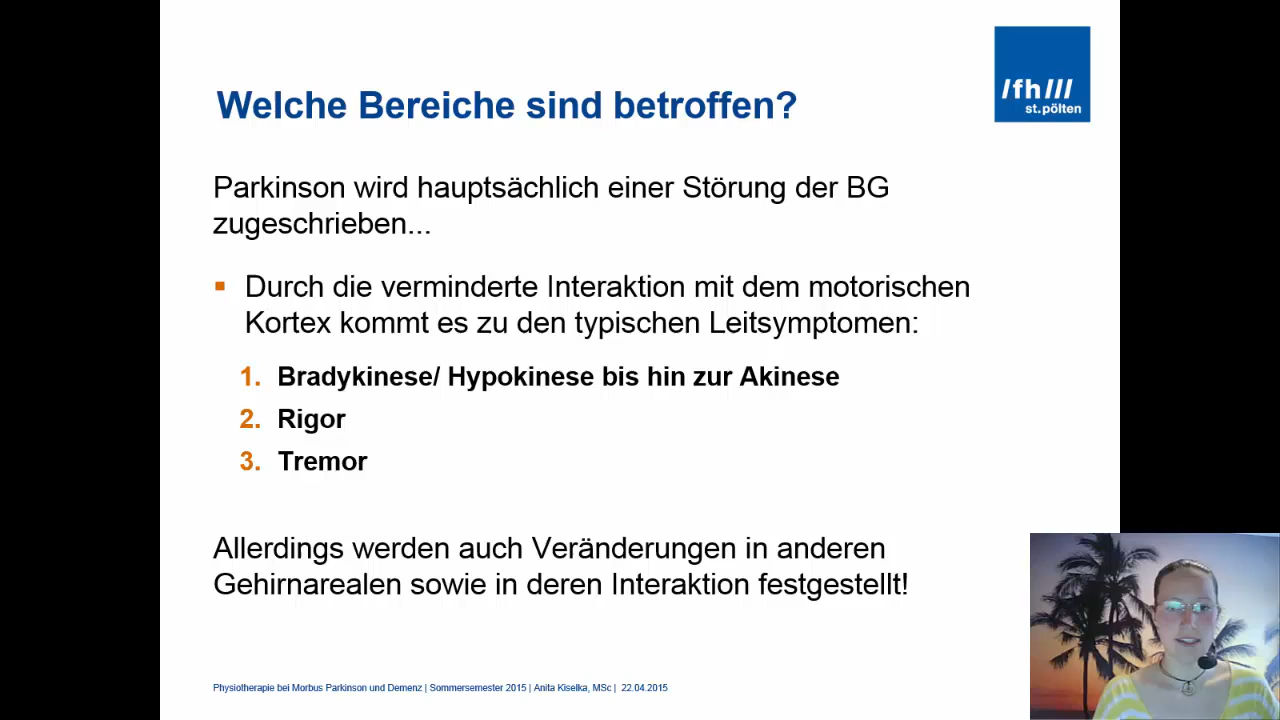 Welche Bereiche sind betroffen?
/fh///
st.pölten
Parkinson wird hauptsächlich einer Störung der BG
zugeschrieben...
▪ Durch die verminderte Interaktion mit dem motorischen
Kortex kommt es zu den typischen Leitsymptomen:
1. Bradykinese/ Hypokinese bis hin zur Akinese
2. Rigor
3. Tremor
Allerdings werden auch Veränderungen in anderen
Gehirnarealen sowie in deren Interaktion festgestellt!
Physiotherapie bei Morbus Parkinson und Demenz | Sommersemester 2015 | Anita Kiselka, MSc | 22.04.2015